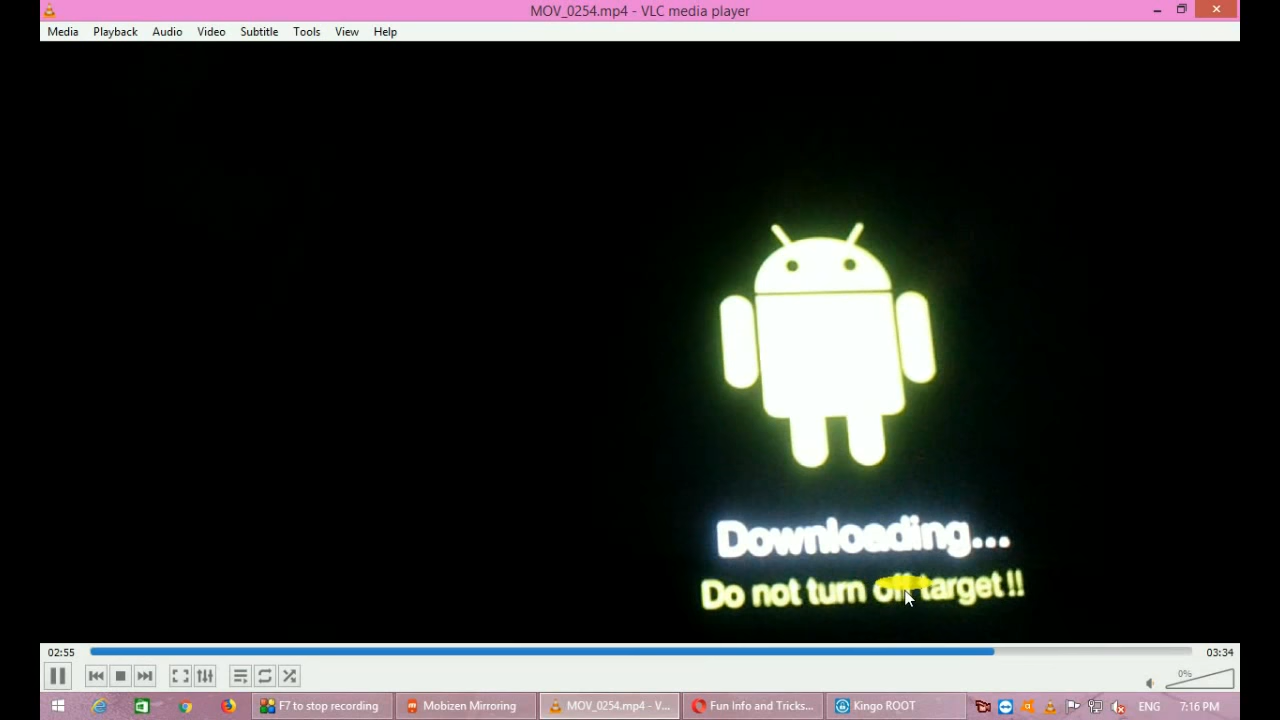 MOV_0254.mp4 - VLC media player
Media Playback Audio Video Subtitle Tools View Help
Downloading...
Do not turn off target !!
02:55
03:34
0%
F7 to stop recording
Mobizen Mirroring
MOV_0254.mp4 - V...
Fun Info and Tricks...
Kingo ROOT
ENG
7:16 PM